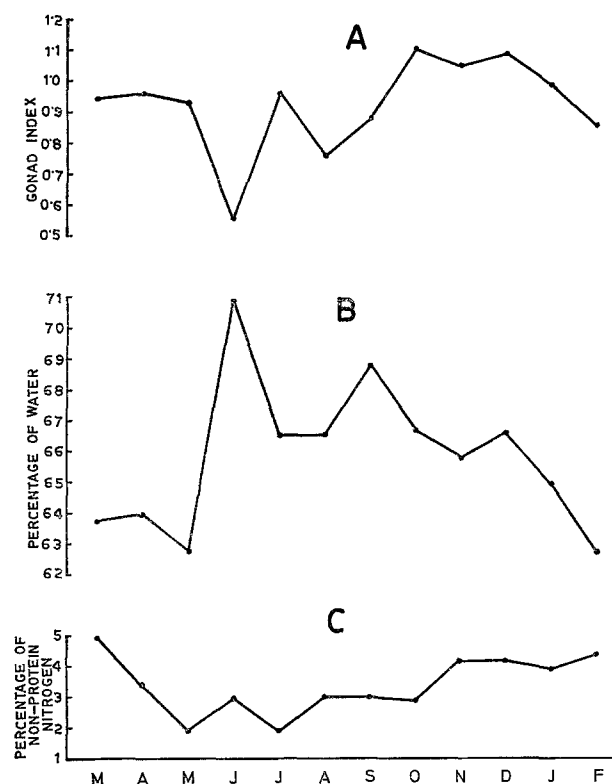 A
1·2
1·1
1·0
0·9
0·8
0·7
0·6
0·5
GONAD INDEX
B
71
70
69
68
67
66
65
64
63
62
PERCENTAGE OF WATER
C
5
4
3
2
1
PERCENTAGE OF
NON-PROTEIN
NITROGEN
M A M J J A S O N D J F